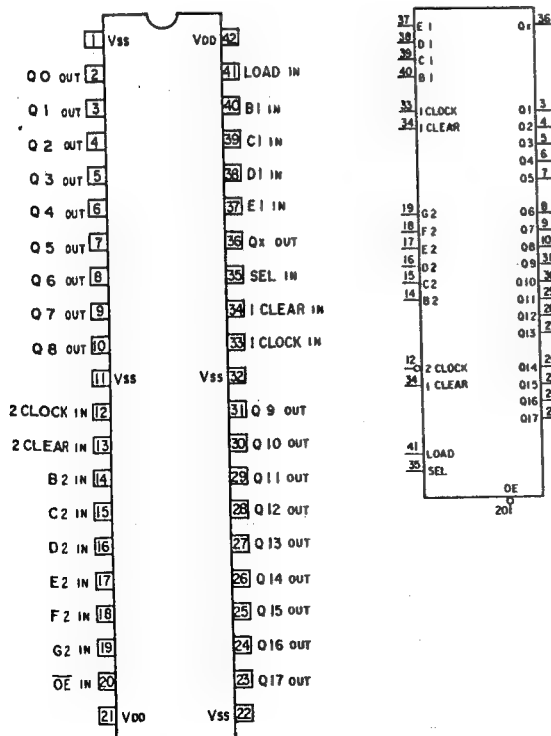 1 VSS
Q0 OUT 2
Q1 OUT 3
Q2 OUT 4
Q3 OUT 5
Q4 OUT 6
Q5 OUT 7
Q6 OUT 8
Q7 OUT 9
Q8 OUT 10
11 VSS
2 CLOCK IN 12
2 CLEAR IN 13
B2 IN 14
C2 IN 15
D2 IN 16
E2 IN 17
F2 IN 18
G2 IN 19
OE IN 20
21 VDD
VDD 42
41 LOAD IN
40 B1 IN
39 C1 IN
38 D1 IN
37 E1 IN
36 Qx OUT
35 SEL IN
34 1 CLEAR IN
33 1 CLOCK IN
VSS 32
31 Q9 OUT
30 Q10 OUT
29 Q11 OUT
28 Q12 OUT
27 Q13 OUT
26 Q14 OUT
25 Q15 OUT
24 Q16 OUT
23 Q17 OUT
VSS 22
37 E1
38 D1
39 C1
40 B1
33 1 CLOCK
34 1 CLEAR
19 G2
18 F2
17 E2
16 D2
15 C2
14 B2
12 2 CLOCK
34 1 CLEAR
41 LOAD
35 SEL
Qx 36
Q1 3
Q2 4
Q3 5
Q4 6
Q5 7
Q6 8
Q7 9
Q8 10
Q9
Q10
Q11
Q12
Q13
Q14
Q15
Q16
Q17
OE
20